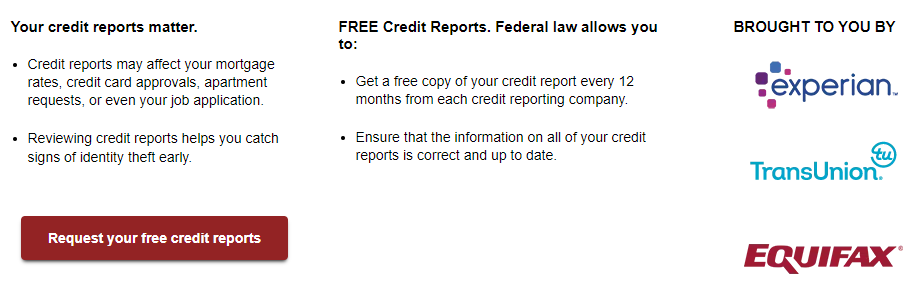 Your credit reports matter.
• Credit reports may affect your mortgage
rates, credit card approvals, apartment
requests, or even your job application.
• Reviewing credit reports helps you catch
signs of identity theft early.
Request your free credit reports
FREE Credit Reports. Federal law allows you
to:
• Get a free copy of your credit report every 12
months from each credit reporting company.
• Ensure that the information on all of your credit
reports is correct and up to date.
BROUGHT TO YOU BY
experian™
TransUnion®
tu
EQUIFAX®